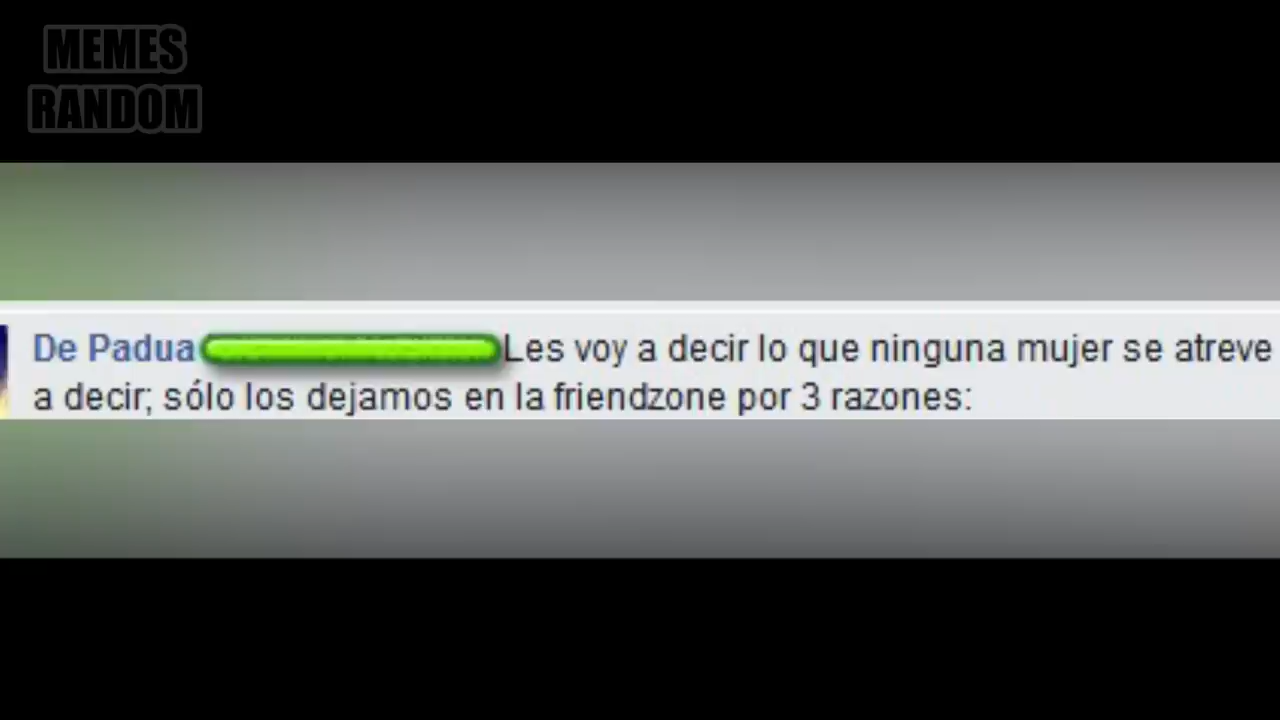 MEMES
RANDOM
De Padua Les voy a decir lo que ninguna mujer se atreve
a decir; sólo los dejamos en la friendzone por 3 razones: